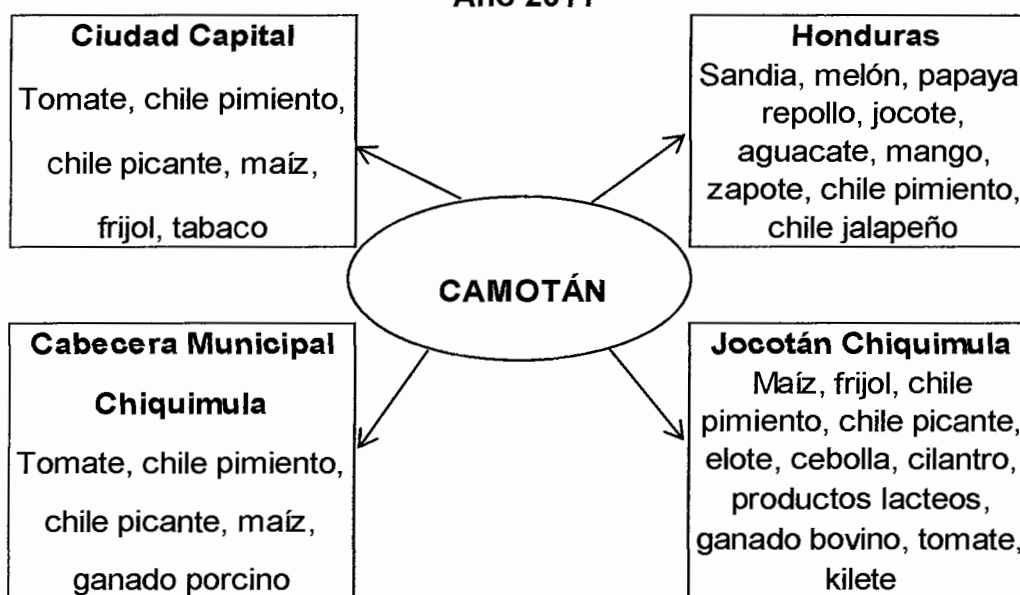 Ciudad Capital
Tomate, chile pimiento,
chile picante, maíz,
frijol, tabaco
Honduras
Sandia, melón, papaya
repollo, jocote,
aguacate, mango,
zapote, chile pimiento,
chile jalapeño
CAMOTÁN
Cabecera Municipal
Chiquimula
Tomate, chile pimiento,
chile picante, maíz,
ganado porcino
Jocotán Chiquimula
Maíz, frijol, chile
pimiento, chile picante,
elote, cebolla, cilantro,
productos lacteos,
ganado bovino, tomate,
kilete